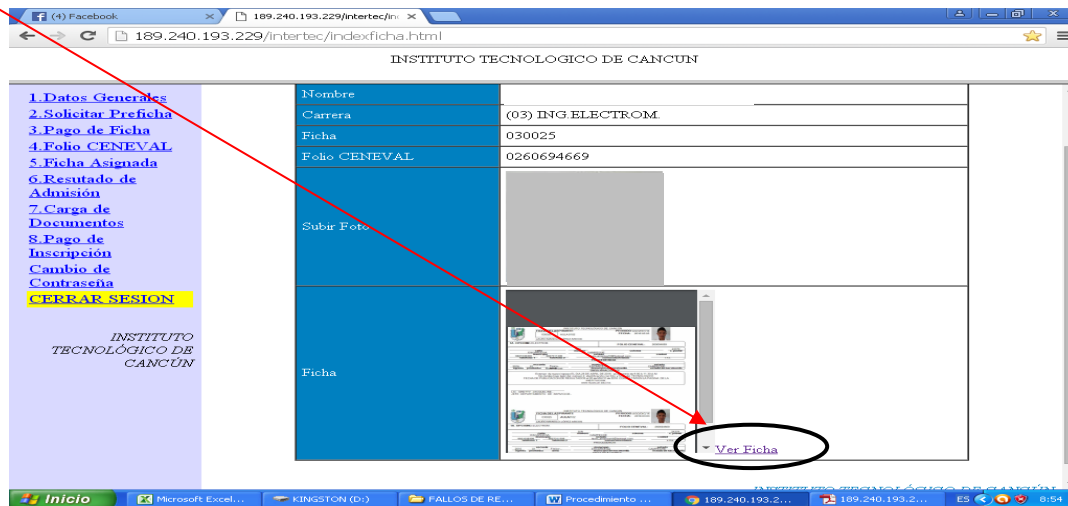 (4) Facebook
189.240.193.229/intertec/in
189.240.193.229/intertec/indexficha.html
INSTITUTO TECNOLOGICO DE CANCUN
1.Datos Generales
2.Solicitar Preficha
3.Pago de Ficha
4.Folio CENEVAL
5.Ficha Asignada
6.Resutado de
Admisión
7.Carga de
Documentos
8.Pago de
Inscripción
Cambio de
Contraseña
CERRAR SESION
INSTITUTO
TECNOLÓGICO DE
CANCÚN
Nombre
Carrera (03) ING.ELECTROM.
Ficha 030025
Folio CENEVAL 0260694669
Subir Foto
Ficha
Ver Ficha
INSTITUTO TECNOLÓGICO DE CANCÚN
Inicio
Microsoft Excel...
KINGSTON (D:)
FALLOS DE RE...
Procedimiento ...
189.240.193.2...
189.240.193.2...
ES
8:54